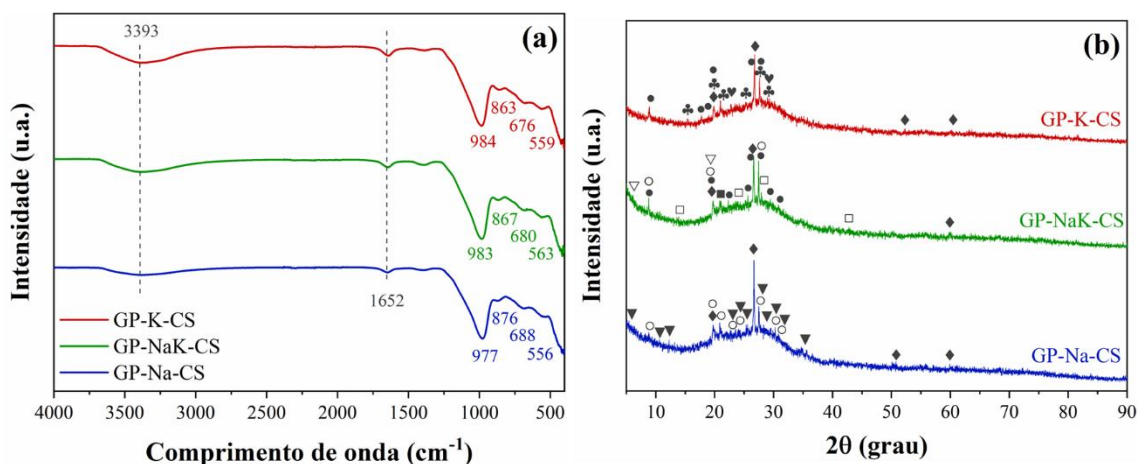 3393
(a)
863
676
984
559
867
680
983
563
1652
876
688
977
556
GP-K-CS
GP-NaK-CS
GP-Na-CS
4000 3500 3000 2500 2000 1500 1000 500
Comprimento de onda (cm⁻¹)
Intensidade (u.a.)
(b)
GP-K-CS
GP-NaK-CS
GP-Na-CS
10 20 30 40 50 60 70 80 90
2θ (grau)
Intensidade (u.a.)